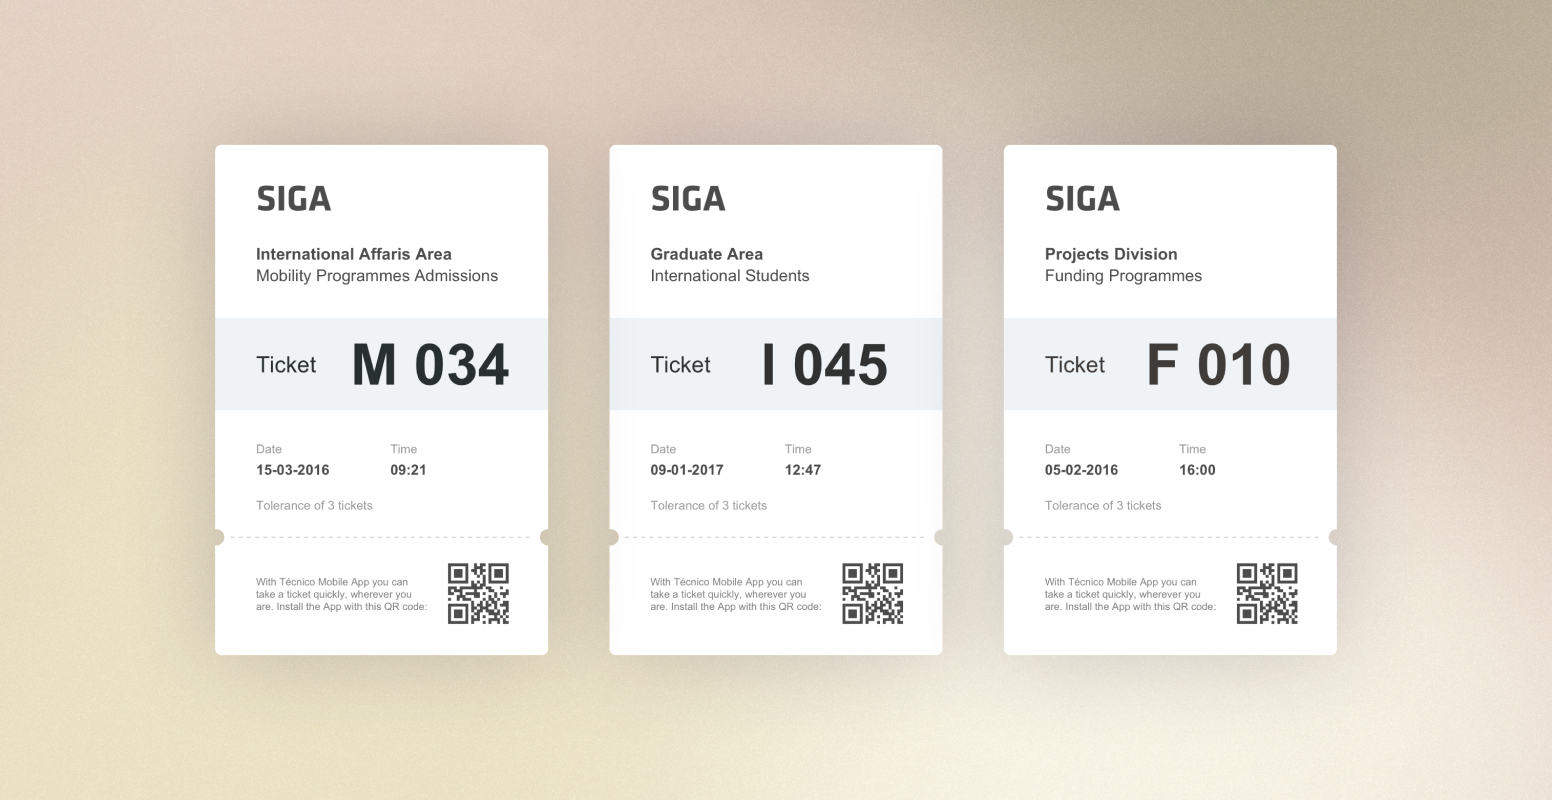 SIGA
International Affaris Area
Mobility Programmes Admissions
Ticket M 034
Date Time
15-03-2016 09:21
Tolerance of 3 tickets
With Técnico Mobile App you can
take a ticket quickly, wherever you
are. Install the App with this QR code:
SIGA
Graduate Area
International Students
Ticket I 045
Date Time
09-01-2017 12:47
Tolerance of 3 tickets
With Técnico Mobile App you can
take a ticket quickly, wherever you
are. Install the App with this QR code:
SIGA
Projects Division
Funding Programmes
Ticket F 010
Date Time
05-02-2016 16:00
Tolerance of 3 tickets
With Técnico Mobile App you can
take a ticket quickly, wherever you
are. Install the App with this QR code: